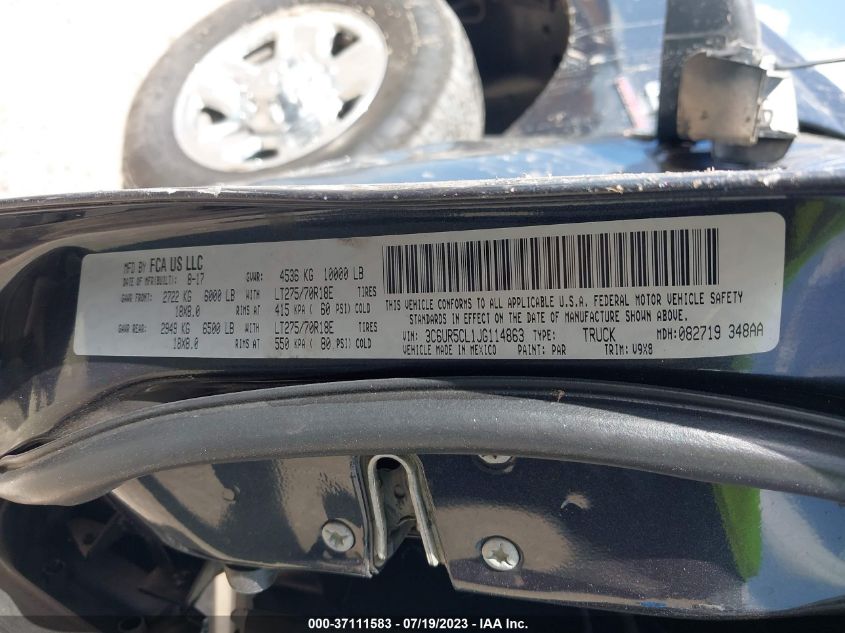 MFD BY FCA US LLC
DATE OF MFR(BUILT): 8-17 GVWR: 4536 KG 10000 LB
GAWR FRONT: 2722 KG 6000 LB WITH LT275/70R18E TIRES
18X8.0 RIMS AT 415 KPA ( 60 PSI) COLD
GAWR REAR: 2948 KG 6500 LB WITH LT275/70R18E TIRES
18X8.0 RIMS AT 550 KPA ( 80 PSI) COLD
THIS VEHICLE CONFORMS TO ALL APPLICABLE U.S.A. FEDERAL MOTOR VEHICLE SAFETY
STANDARDS IN EFFECT ON THE DATE OF MANUFACTURE SHOWN ABOVE.
VIN: 3C6UR5CL1JG114863 TYPE: TRUCK MDH: 082719 348AA
VEHICLE MADE IN MEXICO PAINT: PAR TRIM: V9X8
000-37111583 - 07/19/2023 - IAA Inc.